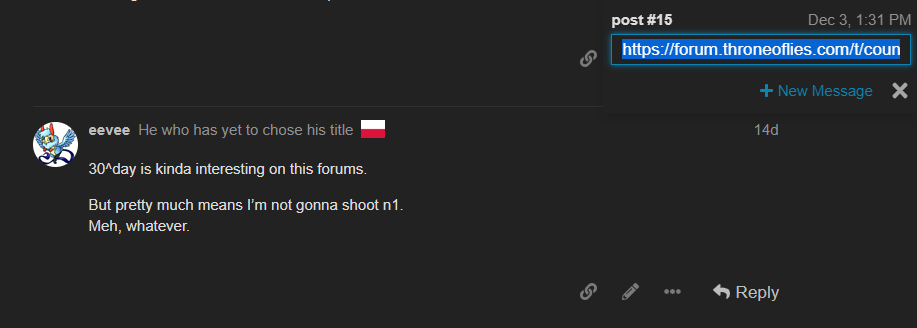 post #15 Dec 3, 1:31 PM
https://forum.throneoflies.com/t/coun
New Message
eevee He who has yet to chose his title 14d
30^day is kinda interesting on this forums.
But pretty much means I'm not gonna shoot n1.
Meh, whatever.
Reply